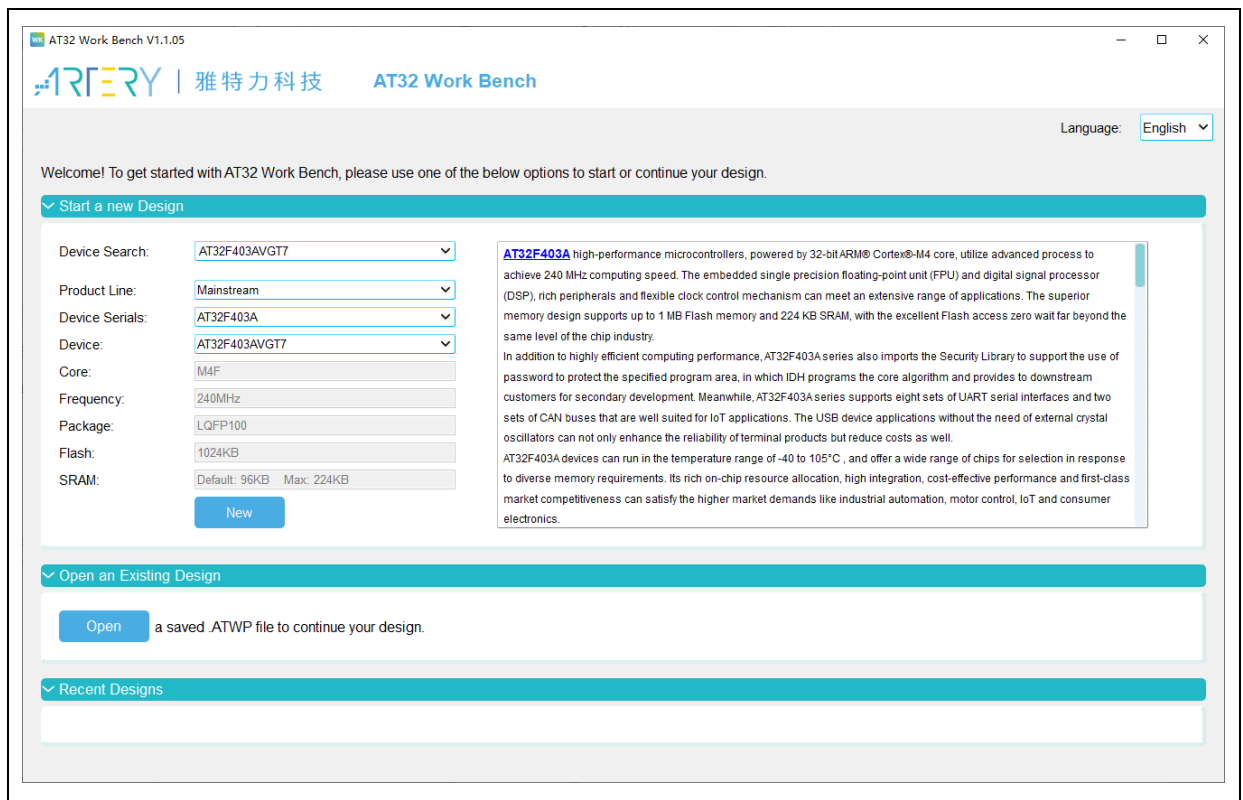 WK AT32 Work Bench V1.1.05
ARTERY | 雅特力科技 AT32 Work Bench
Language: English
Welcome! To get started with AT32 Work Bench, please use one of the below options to start or continue your design.
Start a new Design
Device Search: AT32F403AVGT7
Product Line: Mainstream
Device Serials: AT32F403A
Device: AT32F403AVGT7
Core: M4F
Frequency: 240MHz
Package: LQFP100
Flash: 1024KB
SRAM: Default: 96KB Max: 224KB
New
AT32F403A high-performance microcontrollers, powered by 32-bit ARM® Cortex®-M4 core, utilize advanced process to
achieve 240 MHz computing speed. The embedded single precision floating-point unit (FPU) and digital signal processor
(DSP), rich peripherals and flexible clock control mechanism can meet an extensive range of applications. The superior
memory design supports up to 1 MB Flash memory and 224 KB SRAM, with the excellent Flash access zero wait far beyond the
same level of the chip industry.
In addition to highly efficient computing performance, AT32F403A series also imports the Security Library to support the use of
password to protect the specified program area, in which IDH programs the core algorithm and provides to downstream
customers for secondary development. Meanwhile, AT32F403A series supports eight sets of UART serial interfaces and two
sets of CAN buses that are well suited for IoT applications. The USB device applications without the need of external crystal
oscillators can not only enhance the reliability of terminal products but reduce costs as well.
AT32F403A devices can run in the temperature range of -40 to 105°C , and offer a wide range of chips for selection in response
to diverse memory requirements. Its rich on-chip resource allocation, high integration, cost-effective performance and first-class
market competitiveness can satisfy the higher market demands like industrial automation, motor control, IoT and consumer
electronics.
Open an Existing Design
Open a saved .ATWP file to continue your design.
Recent Designs